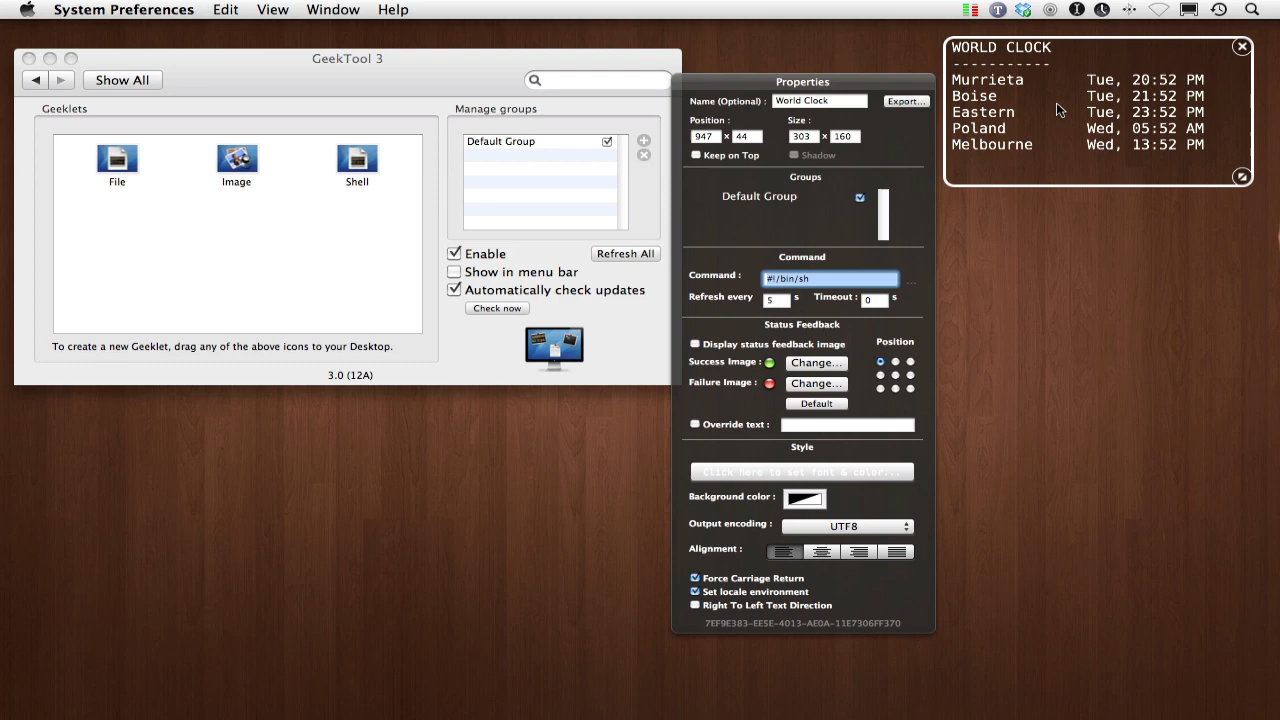 System Preferences Edit View Window Help
GeekTool 3
Show All
Geeklets
File Image Shell
To create a new Geeklet, drag any of the above icons to your Desktop.
Manage groups
Default Group
Enable
Refresh All
Show in menu bar
Automatically check updates
Check now
3.0 (12A)
Properties
Name (Optional) : World Clock Export...
Position : Size :
947 × 44 303 × 160
Keep on Top Shadow
Groups
Default Group
Command
Command : #!/bin/sh ...
Refresh every 5 s Timeout : 0 s
Status Feedback
Display status feedback image Position
Success Image : Change...
Failure Image : Change...
Default
Override text :
Style
Click here to set font & color...
Background color :
Output encoding : UTF8
Alignment :
Force Carriage Return
Set locale environment
Right To Left Text Direction
7EF9E383-EE5E-4013-AE0A-11E7306FF370
WORLD CLOCK
-----------
Murrieta Tue, 20:52 PM
Boise Tue, 21:52 PM
Eastern Tue, 23:52 PM
Poland Wed, 05:52 AM
Melbourne Wed, 13:52 PM